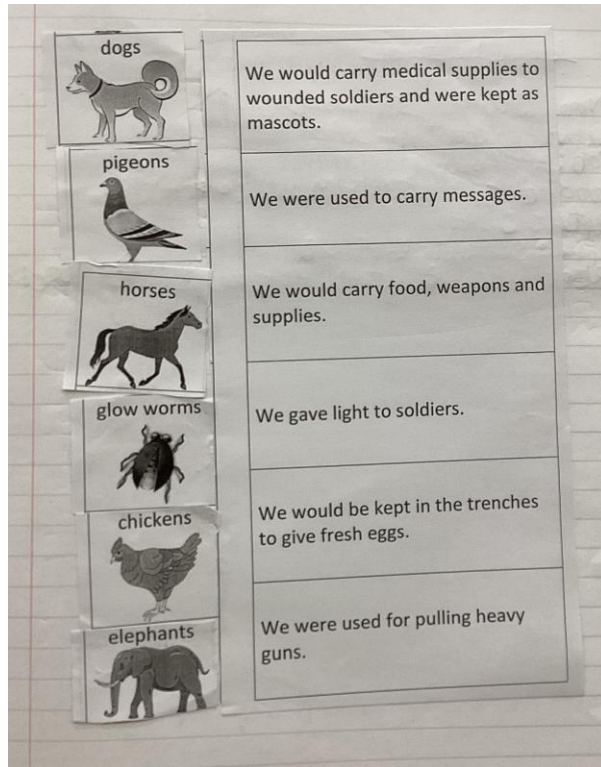 dogs
We would carry medical supplies to
wounded soldiers and were kept as
mascots.
pigeons
We were used to carry messages.
horses
We would carry food, weapons and
supplies.
glow worms
We gave light to soldiers.
chickens
We would be kept in the trenches
to give fresh eggs.
elephants
We were used for pulling heavy
guns.